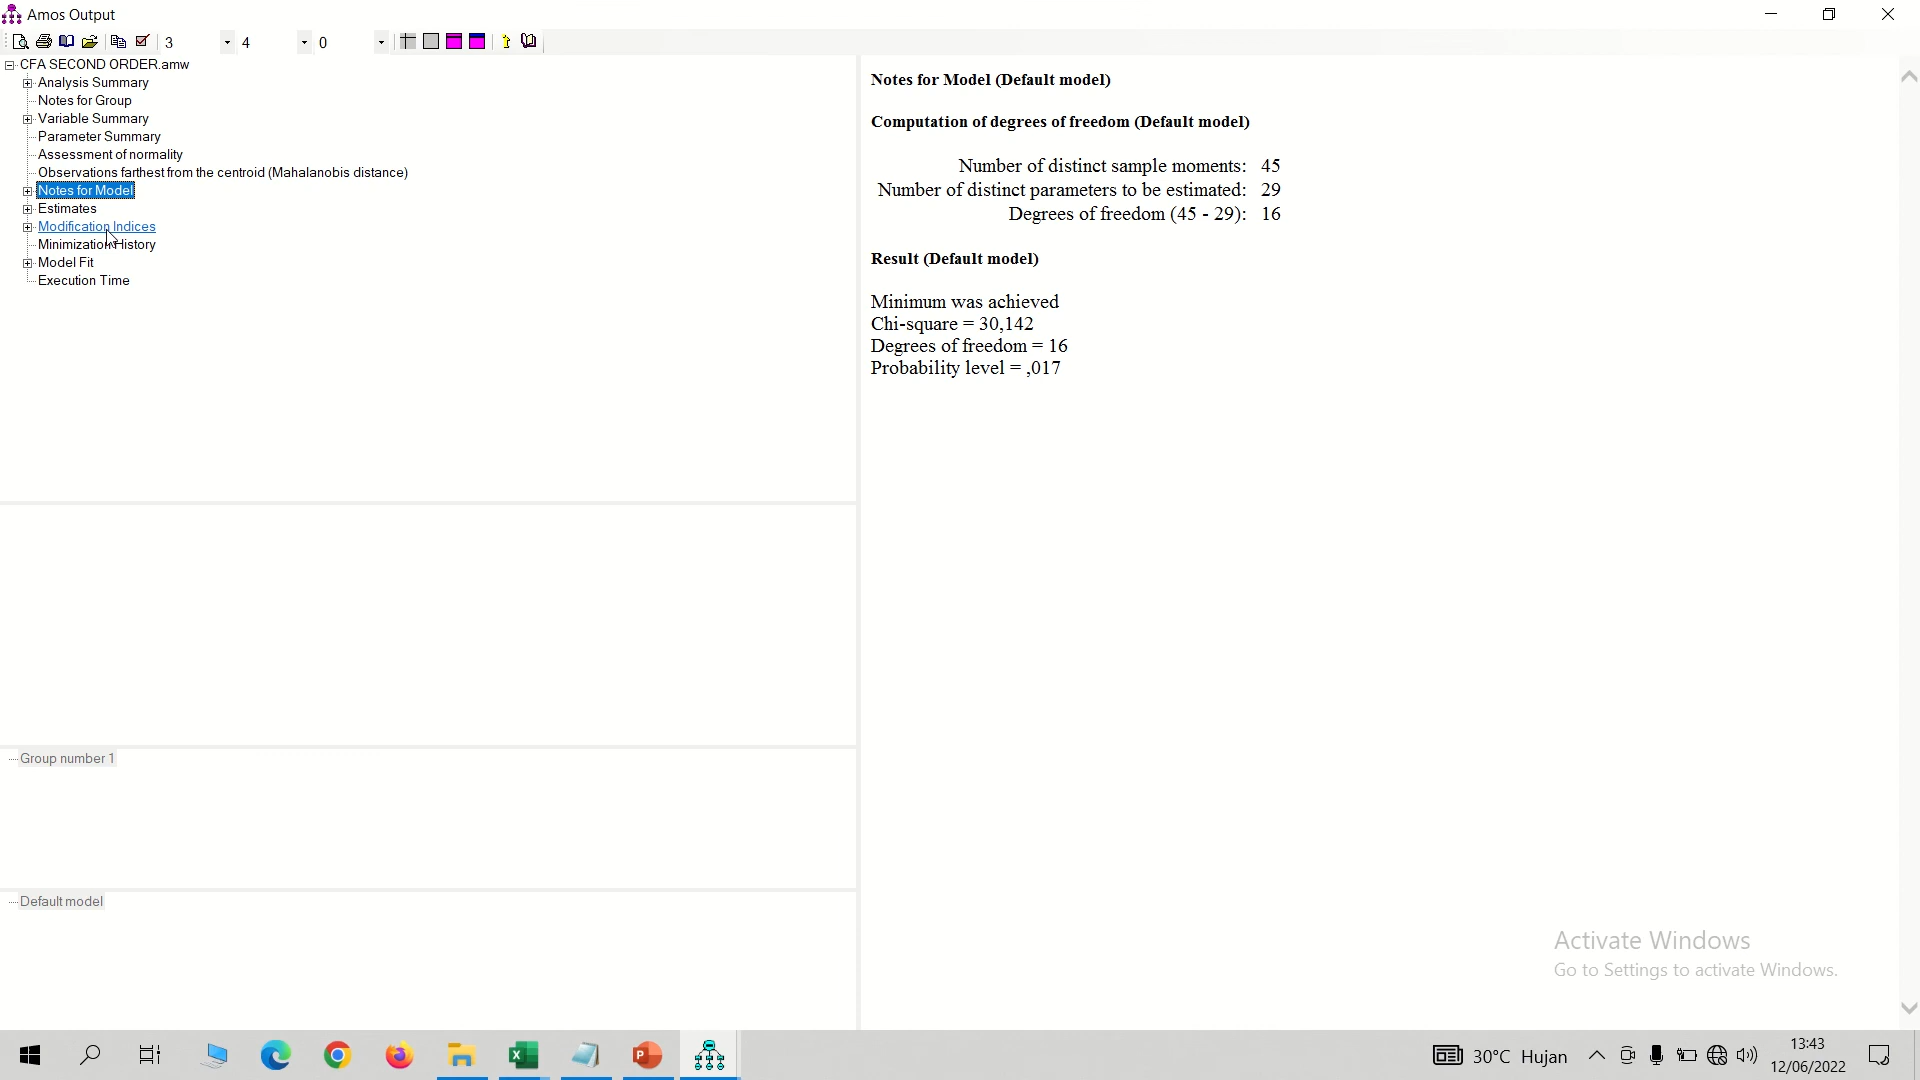 Amos Output
3 4 0
CFA SECOND ORDER.amw
Analysis Summary
Notes for Group
Variable Summary
Parameter Summary
Assessment of normality
Observations farthest from the centroid (Mahalanobis distance)
Notes for Model
Estimates
Modification Indices
Minimization History
Model Fit
Execution Time
Group number 1
Default model
Notes for Model (Default model)
Computation of degrees of freedom (Default model)
Number of distinct sample moments: 45
Number of distinct parameters to be estimated: 29
Degrees of freedom (45 - 29): 16
Result (Default model)
Minimum was achieved
Chi-square = 30,142
Degrees of freedom = 16
Probability level = ,017
Activate Windows
Go to Settings to activate Windows.
30°C Hujan
13:43
12/06/2022